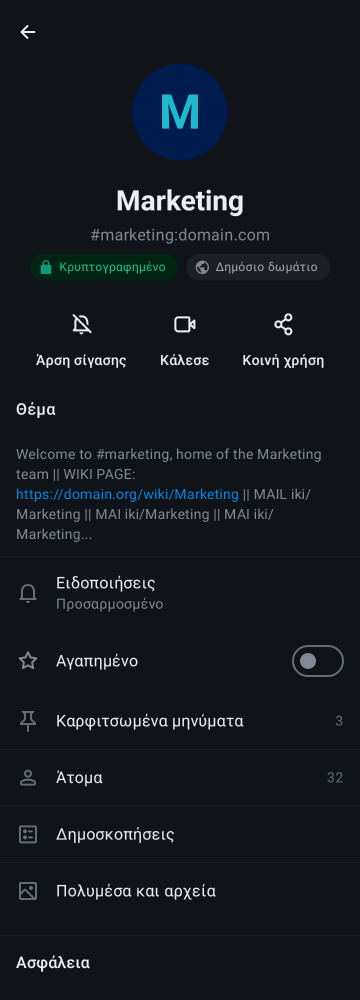 M
Marketing
#marketing:domain.com
Κρυπτογραφημένο
Δημόσιο δωμάτιο
Άρση σίγασης
Κάλεσε
Κοινή χρήση
Θέμα
Welcome to #marketing, home of the Marketing
team || WIKI PAGE:
https://domain.org/wiki/Marketing || MAIL iki/
Marketing || MAI iki/Marketing || MAI iki/
Marketing...
Ειδοποιήσεις
Προσαρμοσμένο
Αγαπημένο
Καρφιτσωμένα μηνύματα 3
Άτομα 32
Δημοσκοπήσεις
Πολυμέσα και αρχεία
Ασφάλεια